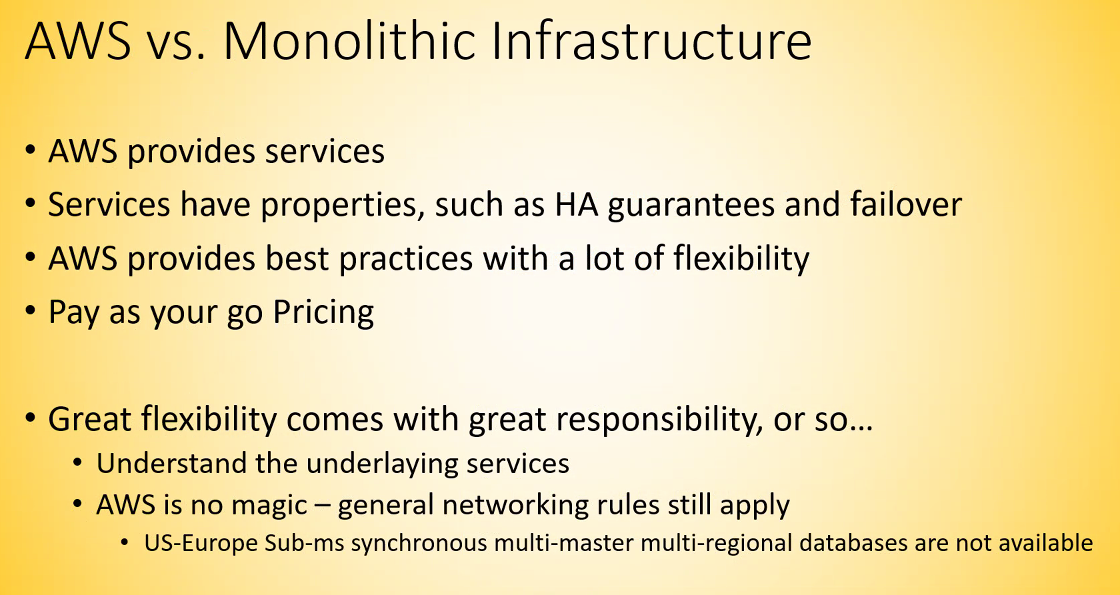 AWS vs. Monolithic Infrastructure
• AWS provides services
• Services have properties, such as HA guarantees and failover
• AWS provides best practices with a lot of flexibility
• Pay as your go Pricing
• Great flexibility comes with great responsibility, or so…
• Understand the underlaying services
• AWS is no magic – general networking rules still apply
• US-Europe Sub-ms synchronous multi-master multi-regional databases are not available